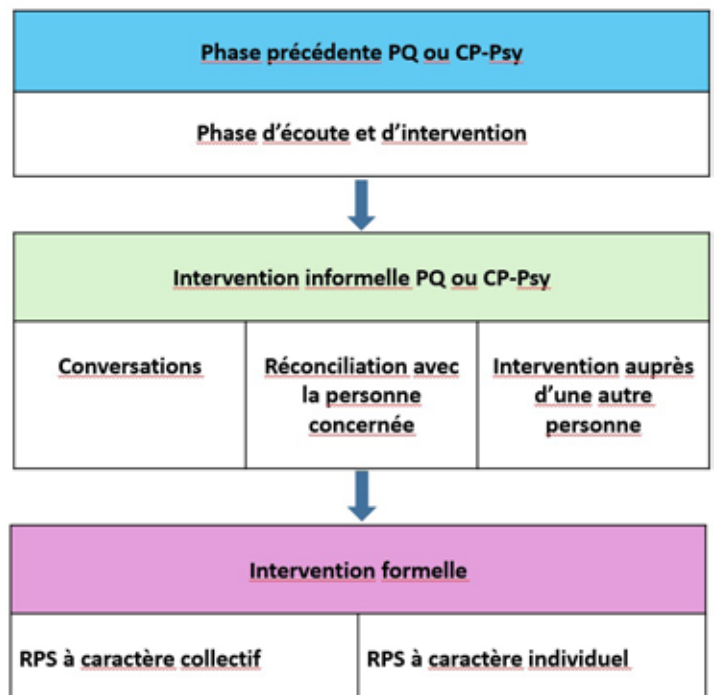 Phase précédente PQ ou CP-Psy
Phase d'écoute et d'intervention
Intervention informelle PQ ou CP-Psy
Conversations
Réconciliation avec
la personne
concernée
Intervention auprès
d'une autre
personne
Intervention formelle
RPS à caractère collectif
RPS à caractère individuel